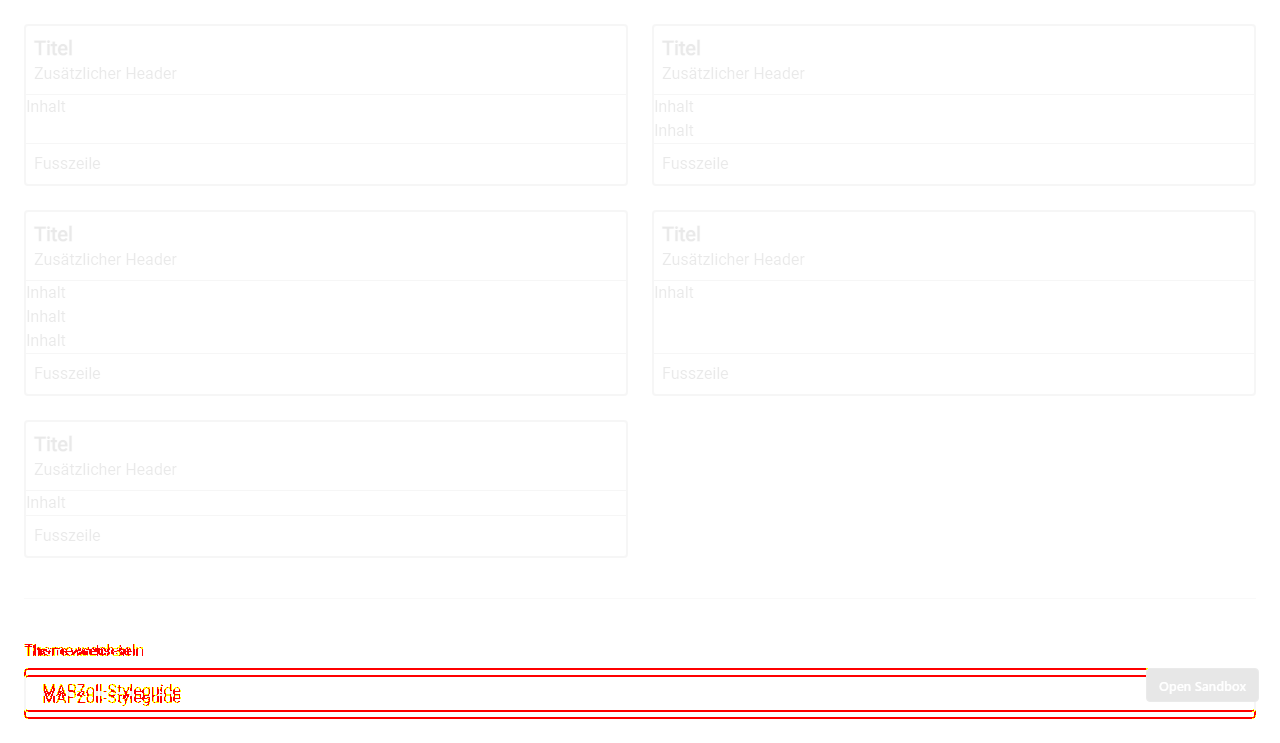 Titel
Zusätzlicher Header
Inhalt
Fusszeile
Titel
Zusätzlicher Header
Inhalt
Inhalt
Fusszeile
Titel
Zusätzlicher Header
Inhalt
Inhalt
Inhalt
Fusszeile
Titel
Zusätzlicher Header
Inhalt
Fusszeile
Titel
Zusätzlicher Header
Inhalt
Fusszeile
Open Sandbox